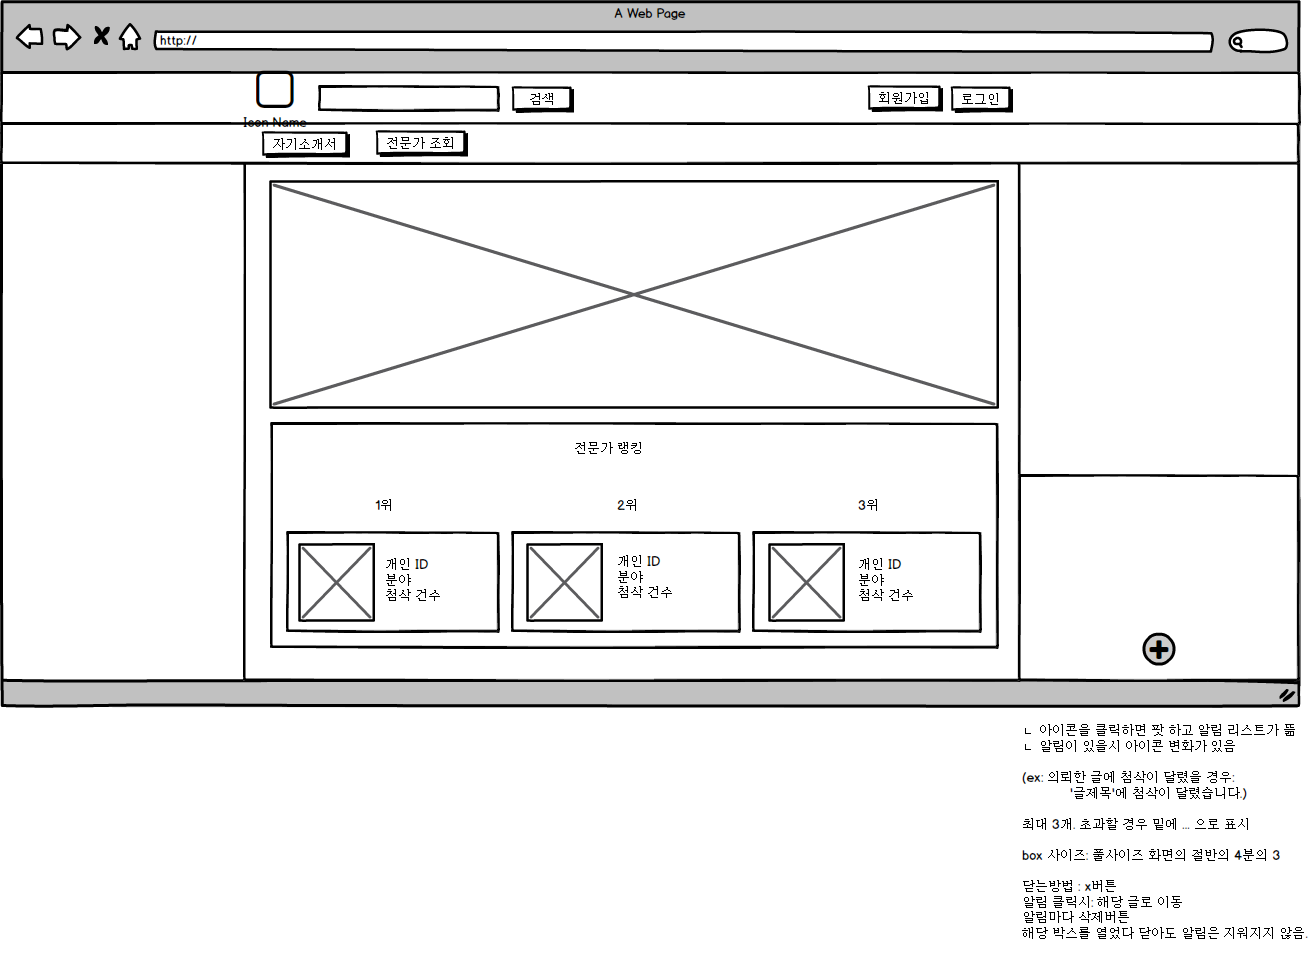 A Web Page
http://
Icon Name
검색
회원가입
로그인
자기소개서
전문가 조회
전문가 랭킹
1위
2위
3위
개인 ID
분야
첨삭 건수
개인 ID
분야
첨삭 건수
개인 ID
분야
첨삭 건수
ㄴ 아이콘을 클릭하면 팟 하고 알림 리스트가 뜸
ㄴ 알림이 있을시 아이콘 변화가 있음
(ex: 의뢰한 글에 첨삭이 달렸을 경우:
'글제목'에 첨삭이 달렸습니다.)
최대 3개. 초과할 경우 밑에 ... 으로 표시
box 사이즈: 풀사이즈 화면의 절반의 4분의 3
닫는방법 : x버튼
알림 클릭시: 해당 글로 이동
알림마다 삭제버튼
해당 박스를 열었다 닫아도 알림은 지워지지 않음.